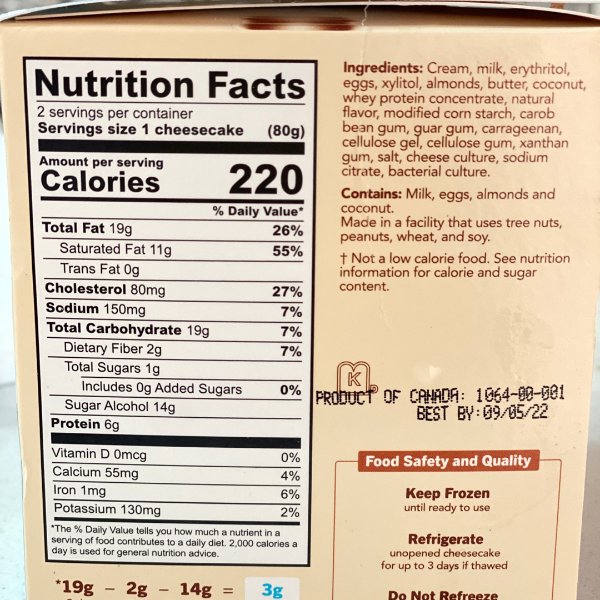 Nutrition Facts
2 servings per container
Servings size 1 cheesecake (80g)
Amount per serving
Calories 220
% Daily Value*
Total Fat 19g 26%
Saturated Fat 11g 55%
Trans Fat 0g
Cholesterol 80mg 27%
Sodium 150mg 7%
Total Carbohydrate 19g 7%
Dietary Fiber 2g 7%
Total Sugars 1g
Includes 0g Added Sugars 0%
Sugar Alcohol 14g
Protein 6g
Vitamin D 0mcg 0%
Calcium 55mg 4%
Iron 1mg 6%
Potassium 130mg 2%
*The % Daily Value tells you how much a nutrient in a
serving of food contributes to a daily diet. 2,000 calories a
day is used for general nutrition advice.
*19g – 2g – 14g = 3g
Ingredients: Cream, milk, erythritol,
eggs, xylitol, almonds, butter, coconut,
whey protein concentrate, natural
flavor, modified corn starch, carob
bean gum, guar gum, carrageenan,
cellulose gel, cellulose gum, xanthan
gum, salt, cheese culture, sodium
citrate, bacterial culture.
Contains: Milk, eggs, almonds and
coconut.
Made in a facility that uses tree nuts,
peanuts, wheat, and soy.
† Not a low calorie food. See nutrition
information for calorie and sugar
content.
K
PRODUCT OF CANADA: 1064-00-001
BEST BY:09/05/22
Food Safety and Quality
Keep Frozen
until ready to use
Refrigerate
unopened cheesecake
for up to 3 days if thawed
Do Not Refreeze